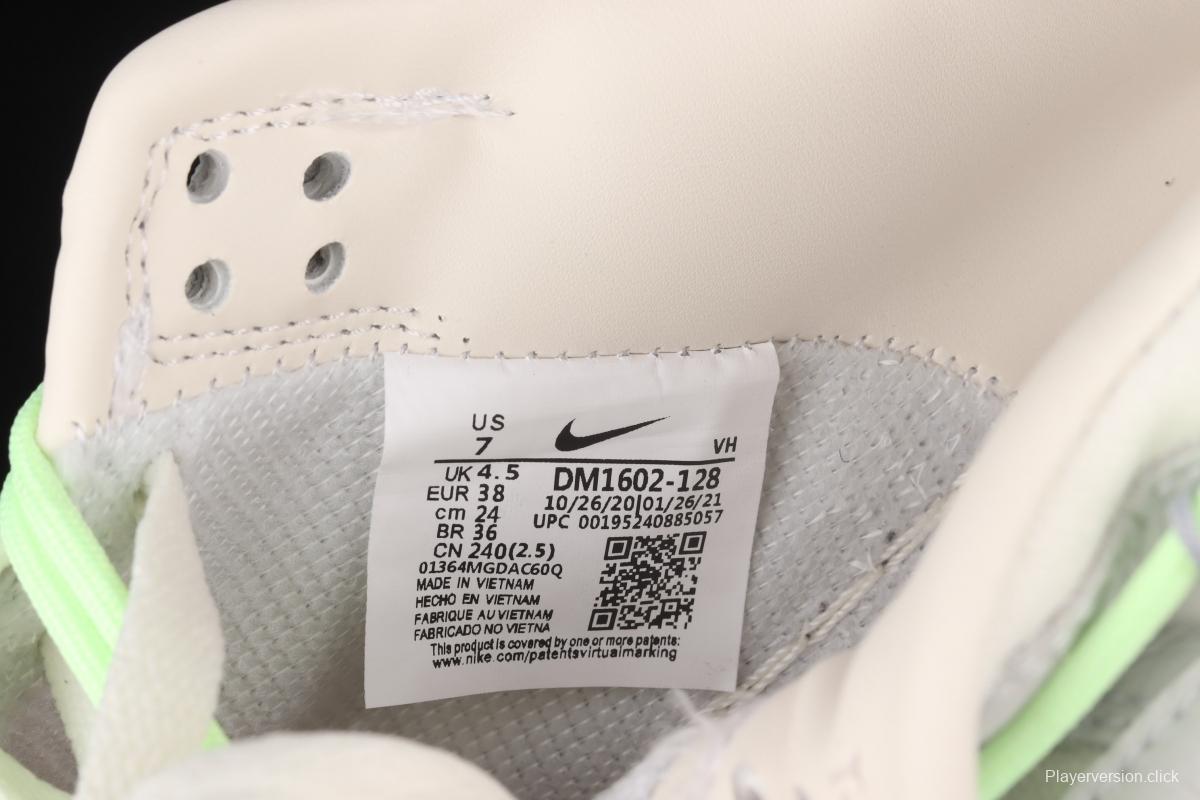 US
7
VH
UK 4.5
EUR 38
cm 24
BR 36
CN 240(2.5)
DM1602-128
10/26/20|01/26/21
UPC 00195240885057
01364MGDAC60Q
MADE IN VIETNAM
HECHO EN VIETNAM
FABRIQUE AU VIETNAM
FABRICADO NO VIETNA
This product is covered by one or more patents:
www.nike.com/patentsvirtualmarking
Playerversion.click